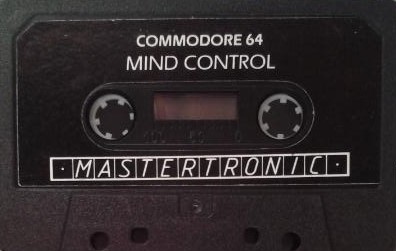 COMMODORE 64
MIND CONTROL
· MASTERTRONIC ·